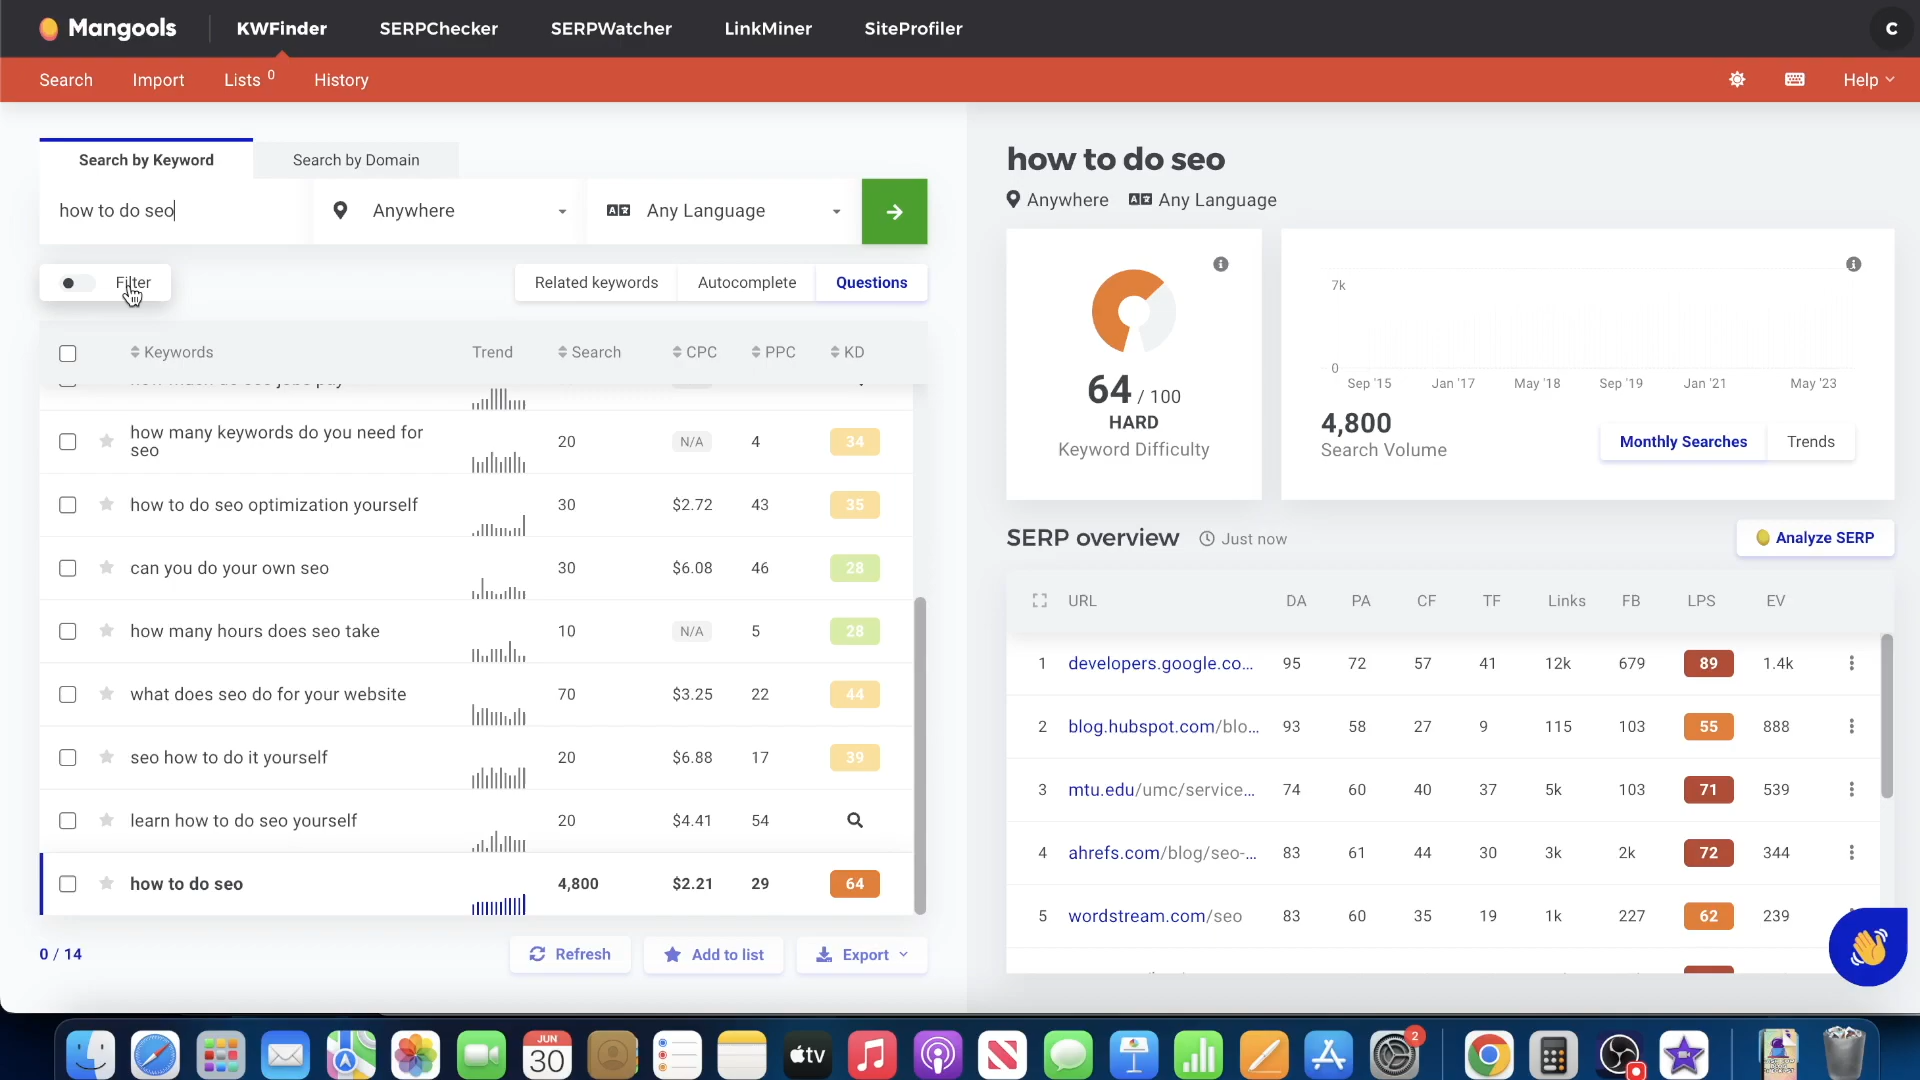 Mangools
KWFinder
SERPChecker
SERPWatcher
LinkMiner
SiteProfiler
C
Search
Import
Lists 0
History
Help
Search by Keyword
Search by Domain
how to do seo
Anywhere
Any Language
Filter
Related keywords
Autocomplete
Questions
Keywords
Trend
Search
CPC
PPC
KD
how many keywords do you need for
seo
20
N/A
4
34
how to do seo optimization yourself
30
$2.72
43
35
can you do your own seo
30
$6.08
46
28
how many hours does seo take
10
N/A
5
28
what does seo do for your website
70
$3.25
22
44
seo how to do it yourself
20
$6.88
17
39
learn how to do seo yourself
20
$4.41
54
how to do seo
4,800
$2.21
29
64
0 / 14
Refresh
Add to list
Export
how to do seo
Anywhere
Any Language
64 / 100
HARD
Keyword Difficulty
7k
0
Sep '15
Jan '17
May '18
Sep '19
Jan '21
May '23
4,800
Search Volume
Monthly Searches
Trends
SERP overview
Just now
Analyze SERP
URL
DA
PA
CF
TF
Links
FB
LPS
EV
1 developers.google.co... 95 72 57 41 12k 679 89 1.4k
2 blog.hubspot.com/blo... 93 58 27 9 115 103 55 888
3 mtu.edu/umc/service... 74 60 40 37 5k 103 71 539
4 ahrefs.com/blog/seo-... 83 61 44 30 3k 2k 72 344
5 wordstream.com/seo 83 60 35 19 1k 227 62 239
JUN
30
tv
2